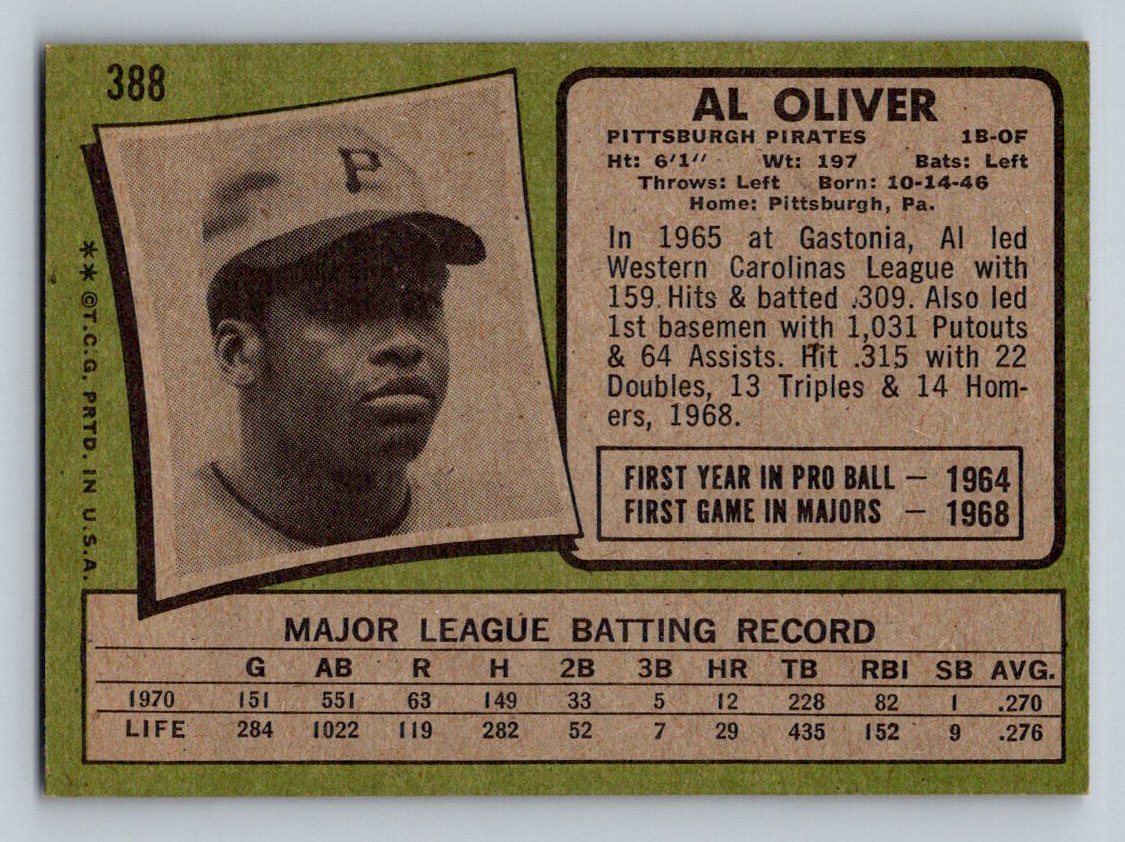 388
P
** ©T.C.G. PRTD. IN U.S.A.
AL OLIVER
PITTSBURGH PIRATES 1B-OF
Ht: 6'1" Wt: 197 Bats: Left
Throws: Left Born: 10-14-46
Home: Pittsburgh, Pa.
In 1965 at Gastonia, Al led
Western Carolinas League with
159 Hits & batted .309. Also led
1st basemen with 1,031 Putouts
& 64 Assists. Hit .315 with 22
Doubles, 13 Triples & 14 Hom-
ers, 1968.
FIRST YEAR IN PRO BALL — 1964
FIRST GAME IN MAJORS — 1968
MAJOR LEAGUE BATTING RECORD
G AB R H 2B 3B HR TB RBI SB AVG.
1970 151 551 63 149 33 5 12 228 82 1 .270
LIFE 284 1022 119 282 52 7 29 435 152 9 .276